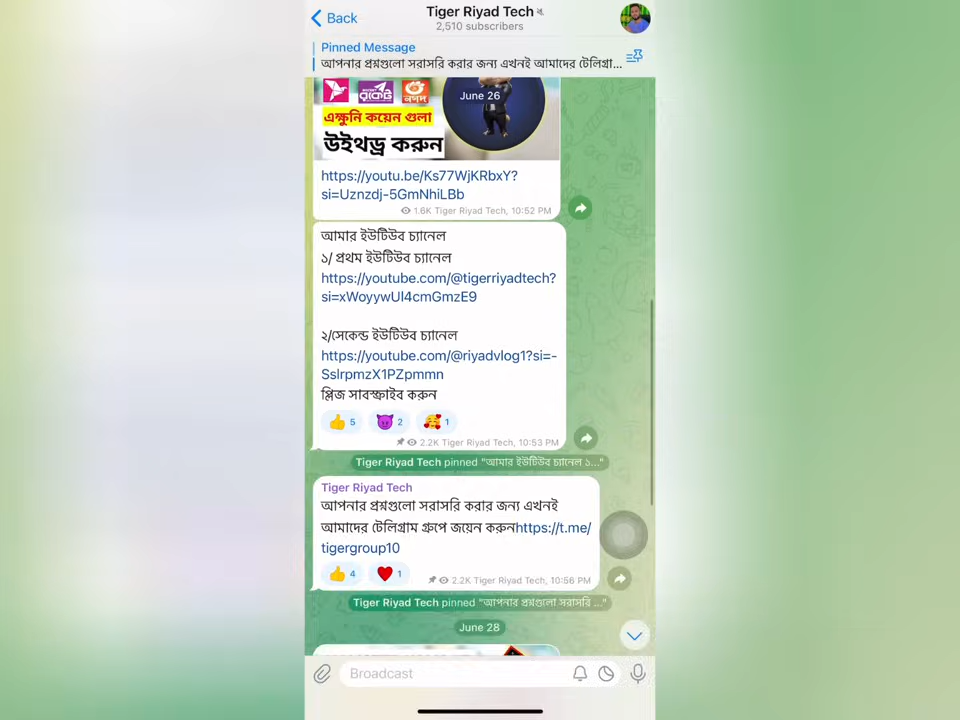 Back
Tiger Riyad Tech
2,510 subscribers
Pinned Message
আপনার প্রশ্নগুলো সরাসরি করার জন্য এখনই আমাদের টেলিগ্রা...
রকেট
নগদ
June 26
এক্ষুনি কয়েন গুলা
উইথড্র করুন
https://youtu.be/Ks77WjKRbxY?
si=Uznzdj-5GmNhiLBb
1.6K Tiger Riyad Tech, 10:52 PM
আমার ইউটিউব চ্যানেল
১/ প্রথম ইউটিউব চ্যানেল
https://youtube.com/@tigerriyadtech?
si=xWoyywUl4cmGmzE9
২/সেকেন্ড ইউটিউব চ্যানেল
https://youtube.com/@riyadvlog1?si=-
SslrpmzX1PZpmmn
প্লিজ সাবস্ক্রাইব করুন
5 2 1
2.2K Tiger Riyad Tech, 10:53 PM
Tiger Riyad Tech pinned "আমার ইউটিউব চ্যানেল ১..."
Tiger Riyad Tech
আপনার প্রশ্নগুলো সরাসরি করার জন্য এখনই
আমাদের টেলিগ্রাম গ্রুপে জয়েন করুনhttps://t.me/
tigergroup10
4 1
2.2K Tiger Riyad Tech, 10:56 PM
Tiger Riyad Tech pinned "আপনার প্রশ্নগুলো সরাসরি ..."
June 28
Broadcast